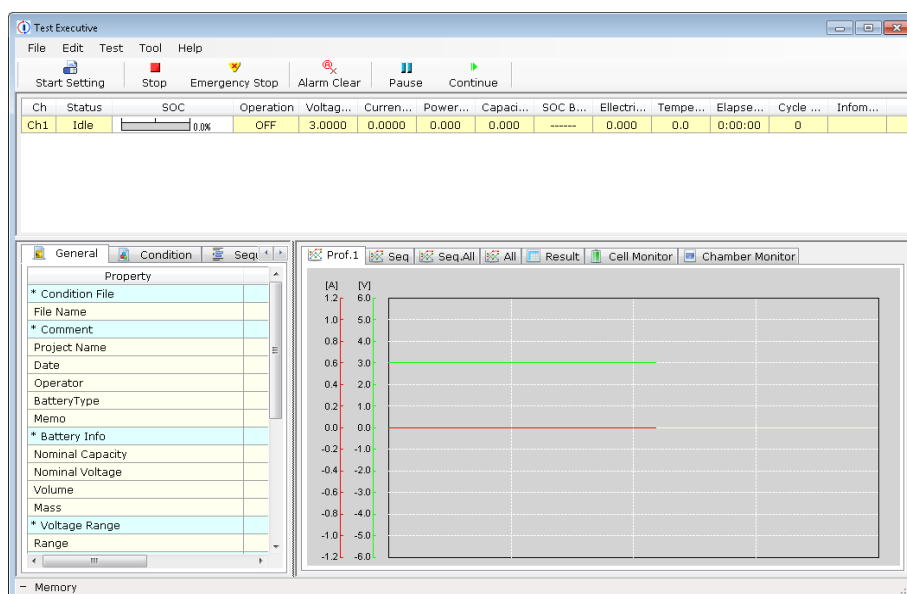 Test Executive
File Edit Test Tool Help
Start Setting Stop Emergency Stop Alarm Clear Pause Continue
Ch Status SOC Operation Voltag... Curren... Power... Capaci... SOC B... Ellectri... Tempe... Elapse... Cycle ... Infom...
Ch1 Idle 0.0% OFF 3.0000 0.0000 0.000 0.000 ------ 0.000 0.0 0:00:00 0
General Condition Sequ
Prof.1 Seq Seq.All All Result Cell Monitor Chamber Monitor
Property
* Condition File
File Name
* Comment
Project Name
Date
Operator
BatteryType
Memo
* Battery Info
Nominal Capacity
Nominal Voltage
Volume
Mass
* Voltage Range
Range
[A] [V]
1.2 6.0
1.0 5.0
0.8 4.0
0.6 3.0
0.4 2.0
0.2 1.0
0.0 0.0
-0.2 -1.0
-0.4 -2.0
-0.6 -3.0
-0.8 -4.0
-1.0 -5.0
-1.2 -6.0
− Memory